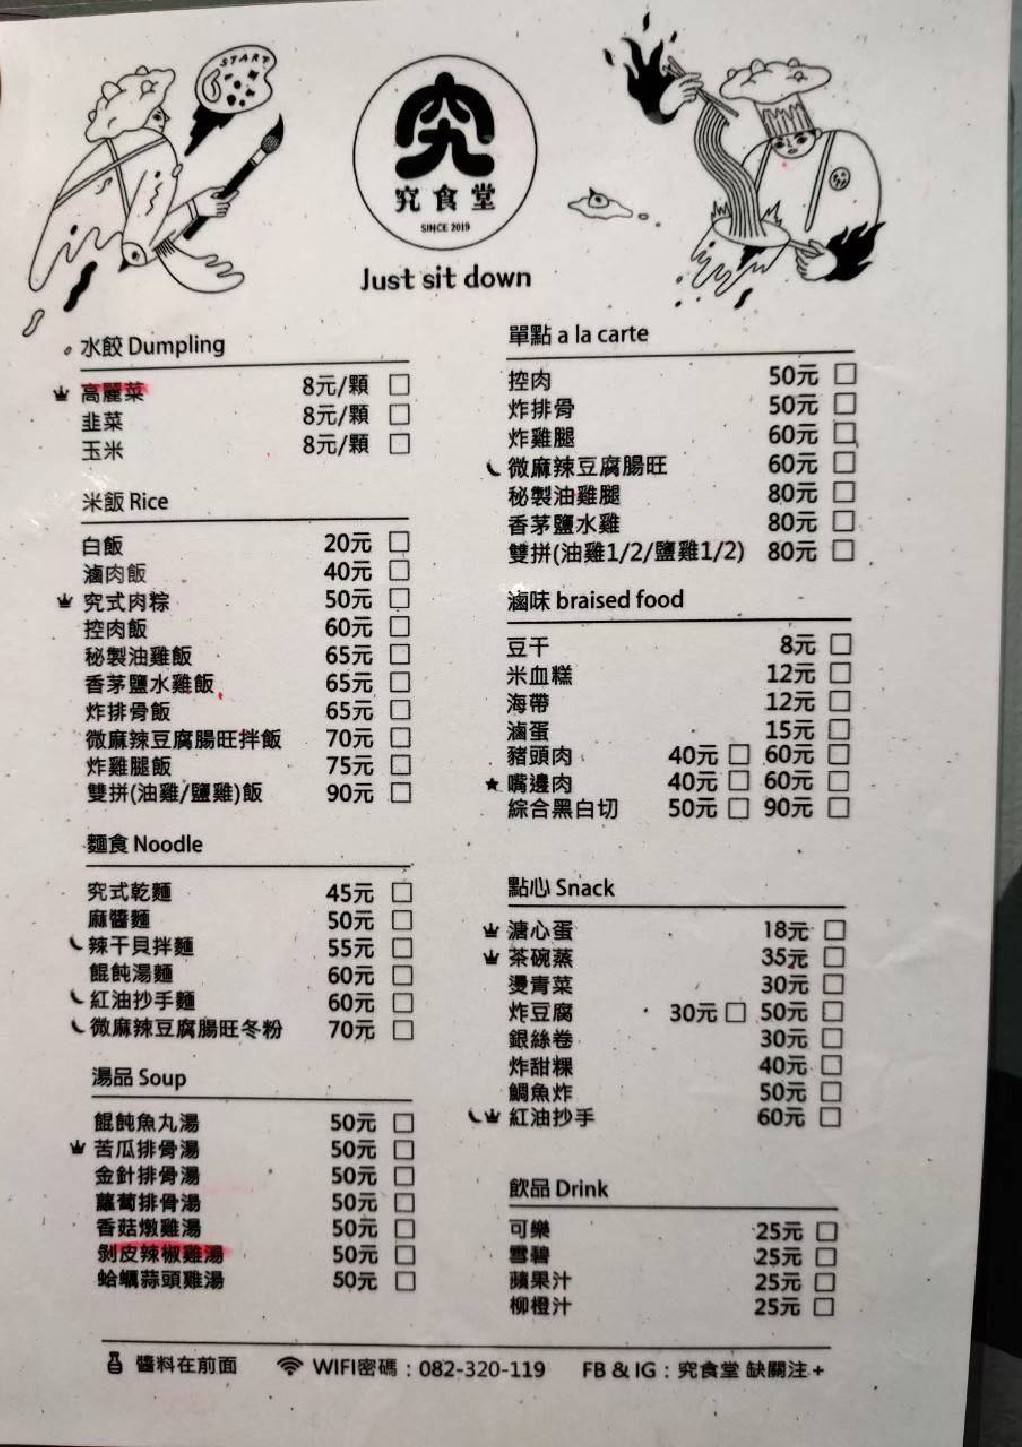 START
究食堂
SINCE 2019
Just sit down
水餃 Dumpling
高麗菜 8元/顆 □
韭菜 8元/顆 □
玉米 8元/顆 □
米飯 Rice
白飯 20元 □
滷肉飯 40元 □
究式肉粽 50元 □
控肉飯 60元 □
秘製油雞飯 65元 □
香茅鹽水雞飯 65元 □
炸排骨飯 65元 □
微麻辣豆腐腸旺拌飯 70元 □
炸雞腿飯 75元 □
雙拼(油雞/鹽雞)飯 90元 □
麵食 Noodle
究式乾麵 45元 □
麻醬麵 50元 □
辣干貝拌麵 55元 □
餛飩湯麵 60元 □
紅油抄手麵 60元 □
微麻辣豆腐腸旺冬粉 70元 □
湯品 Soup
餛飩魚丸湯 50元 □
苦瓜排骨湯 50元 □
金針排骨湯 50元 □
蘿蔔排骨湯 50元 □
香菇燉雞湯 50元 □
剝皮辣椒雞湯 50元 □
蛤蠣蒜頭雞湯 50元 □
單點 a la carte
控肉 50元 □
炸排骨 50元 □
炸雞腿 60元 □
微麻辣豆腐腸旺 60元 □
秘製油雞腿 80元 □
香茅鹽水雞 80元 □
雙拼(油雞1/2/鹽雞1/2) 80元 □
滷味 braised food
豆干 8元 □
米血糕 12元 □
海帶 12元 □
滷蛋 15元 □
豬頭肉 40元 □ 60元 □
★ 嘴邊肉 40元 □ 60元 □
綜合黑白切 50元 □ 90元 □
點心 Snack
溏心蛋 18元 □
茶碗蒸 35元 □
燙青菜 30元 □
炸豆腐 30元 □ 50元 □
銀絲卷 30元 □
炸甜粿 40元 □
鯛魚炸 50元 □
紅油抄手 60元 □
飲品 Drink
可樂 25元 □
雪碧 25元 □
蘋果汁 25元 □
柳橙汁 25元 □
醬料在前面 WIFI密碼：082-320-119 FB & IG：究食堂 缺關注+